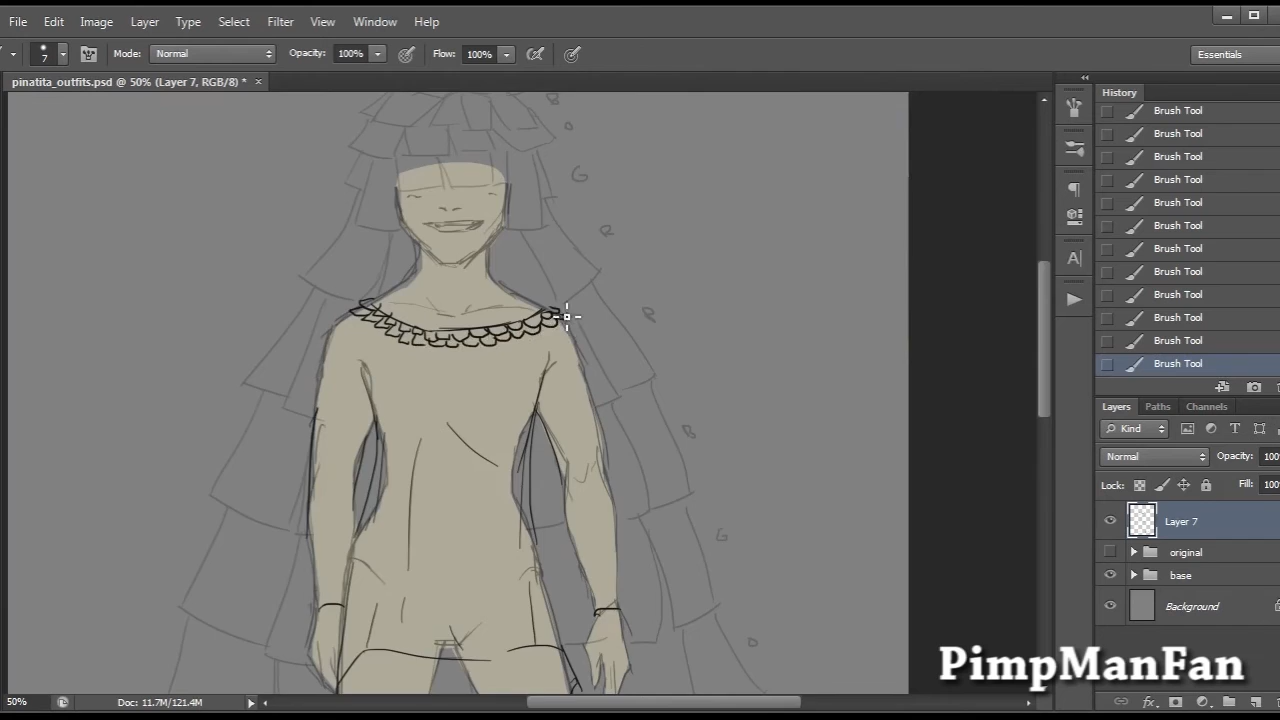 File Edit Image Layer Type Select Filter View Window Help
7 Mode: Normal Opacity: 100% Flow: 100% Essentials
pinatita_outfits.psd @ 50% (Layer 7, RGB/8) * ×
History
Brush Tool
Brush Tool
Brush Tool
Brush Tool
Brush Tool
Brush Tool
Brush Tool
Brush Tool
Brush Tool
Brush Tool
Brush Tool
Brush Tool
Layers Paths Channels
Kind
Normal Opacity: 100
Lock: Fill: 100
Layer 7
original
base
Background
B
G
R
B
B
G
PimpManFan
50% Doc: 11.7M/121.4M